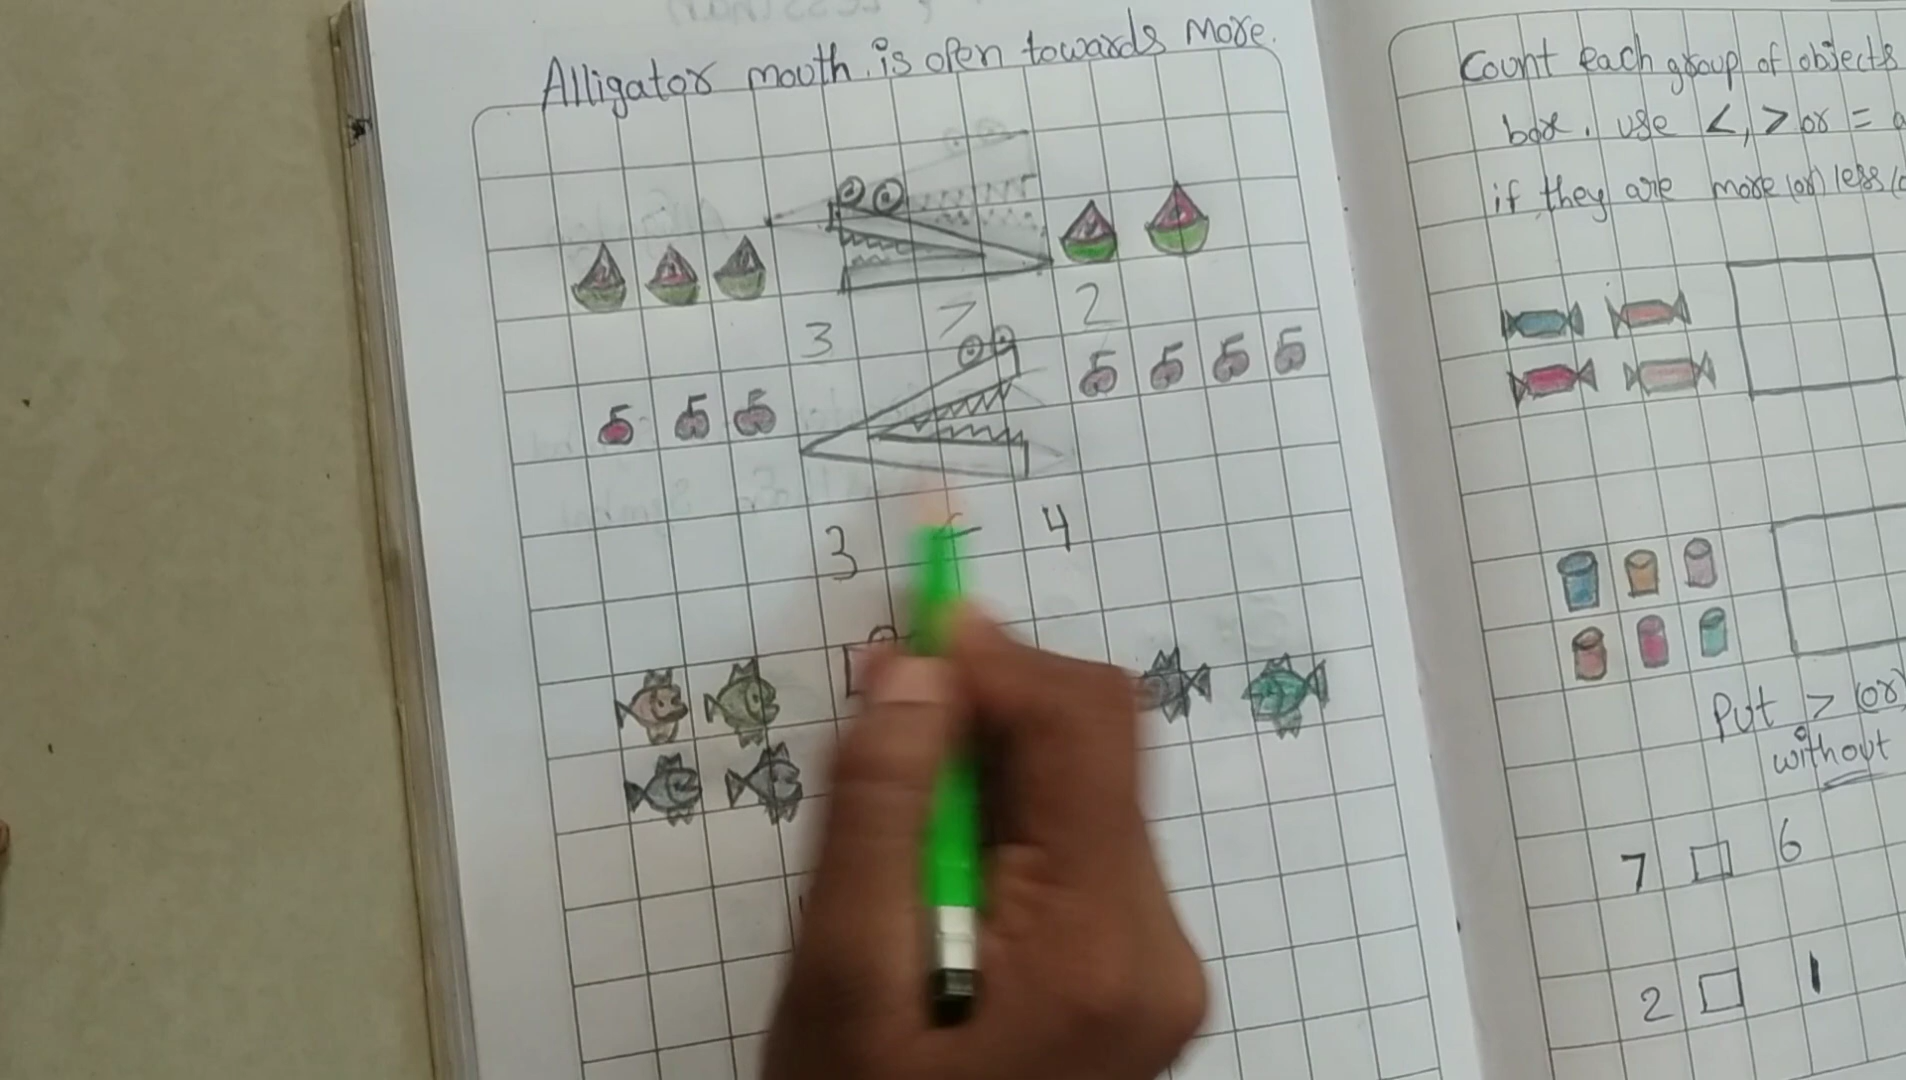 Alligator mouth is open towards more.
3 > 2
3 4
Count each group of objects
box. use <, > or = a
if they are more (or) less (o
Put > (or)
without
7 □ 6
2 □ 1